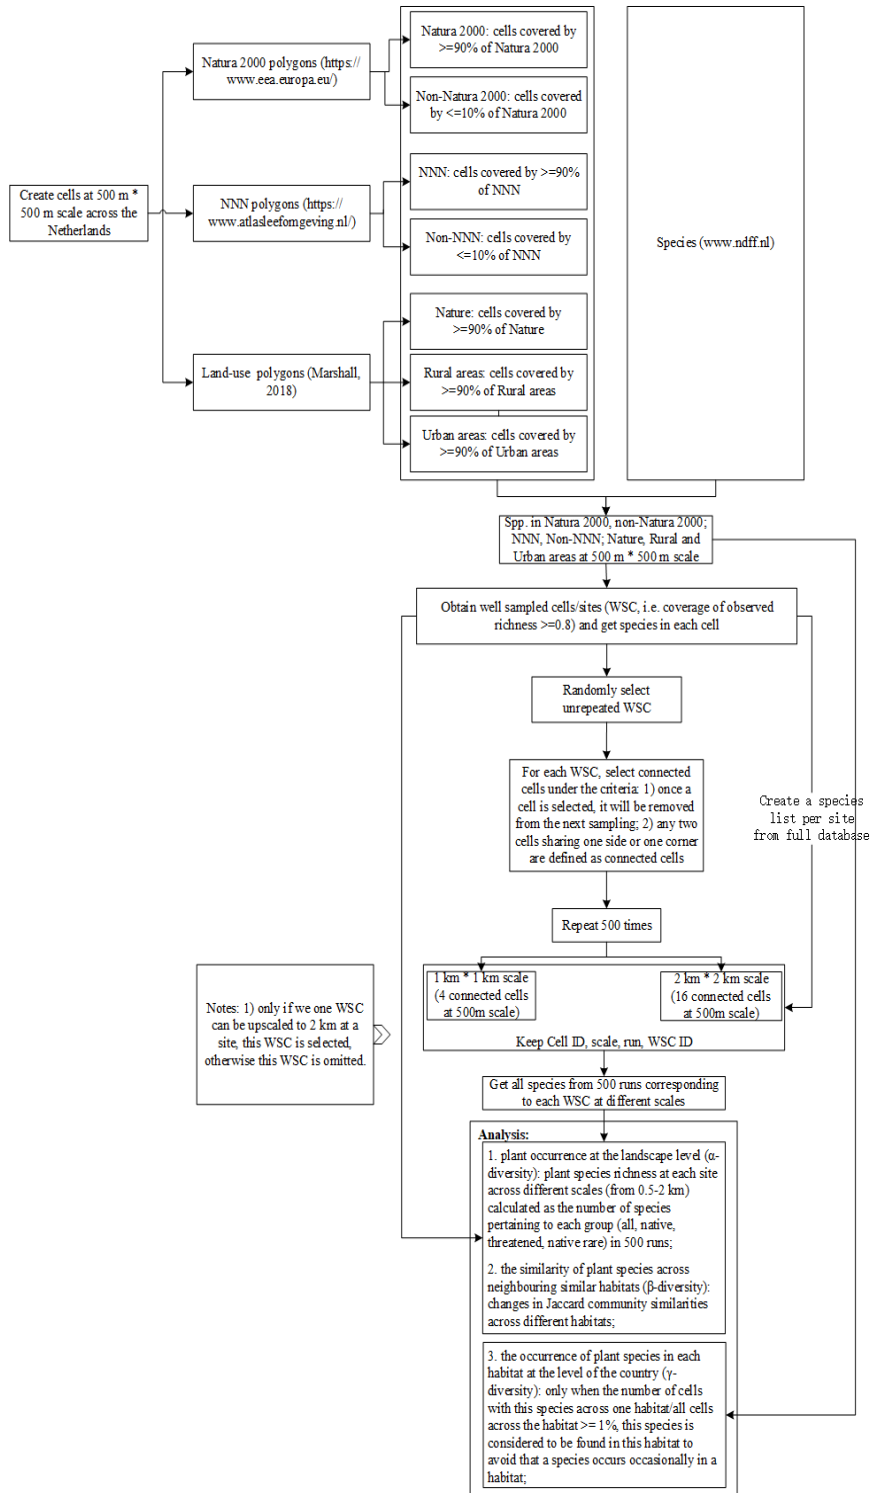 Natura 2000 polygons (https://
www.eea.europa.eu/)
Natura 2000: cells covered by
>=90% of Natura 2000
Non-Natura 2000: cells covered
by <=10% of Natura 2000
Create cells at 500 m *
500 m scale across the
Netherlands
NNN polygons (https://
www.atlasleefomgeving.nl/)
NNN: cells covered by >=90%
of NNN
Non-NNN: cells covered by
<=10% of NNN
Species (www.ndff.nl)
Land-use polygons (Marshall,
2018)
Nature: cells covered by
>=90% of Nature
Rural areas: cells covered by
>=90% of Rural areas
Urban areas: cells covered by
>=90% of Urban areas
Spp. in Natura 2000, non-Natura 2000;
NNN, Non-NNN; Nature, Rural and
Urban areas at 500 m * 500 m scale
Obtain well sampled cells/sites (WSC, i.e. coverage of observed
richness >=0.8) and get species in each cell
Randomly select
unrepeated WSC
For each WSC, select connected
cells under the criteria: 1) once a
cell is selected, it will be removed
from the next sampling; 2) any two
cells sharing one side or one corner
are defined as connected cells
Create a species
list per site
from full database
Repeat 500 times
1 km * 1 km scale
(4 connected cells
at 500m scale)
2 km * 2 km scale
(16 connected cells
at 500m scale)
Keep Cell ID, scale, run, WSC ID
Notes: 1) only if we one WSC
can be upscaled to 2 km at a
site, this WSC is selected,
otherwise this WSC is omitted.
Get all species from 500 runs corresponding
to each WSC at different scales
Analysis:
1. plant occurrence at the landscape level (α-
diversity): plant species richness at each site
across different scales (from 0.5-2 km)
calculated as the number of species
pertaining to each group (all, native,
threatened, native rare) in 500 runs;
2. the similarity of plant species across
neighbouring similar habitats (β-diversity):
changes in Jaccard community similarities
across different habitats;
3. the occurrence of plant species in each
habitat at the level of the country (γ-
diversity): only when the number of cells
with this species across one habitat/all cells
across the habitat >= 1%, this species is
considered to be found in this habitat to
avoid that a species occurs occasionally in a
habitat;